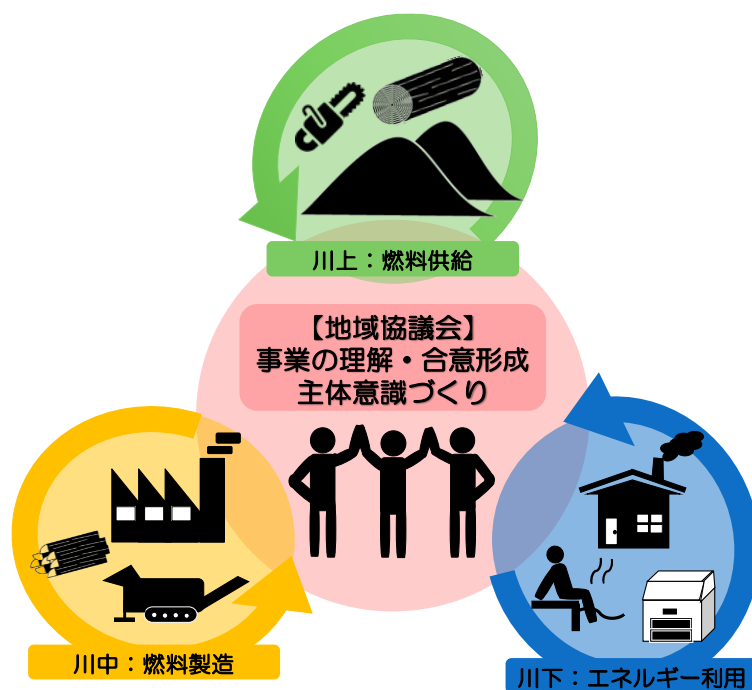 川上：燃料供給
【地域協議会】
事業の理解・合意形成
主体意識づくり
川中：燃料製造
川下：エネルギー利用